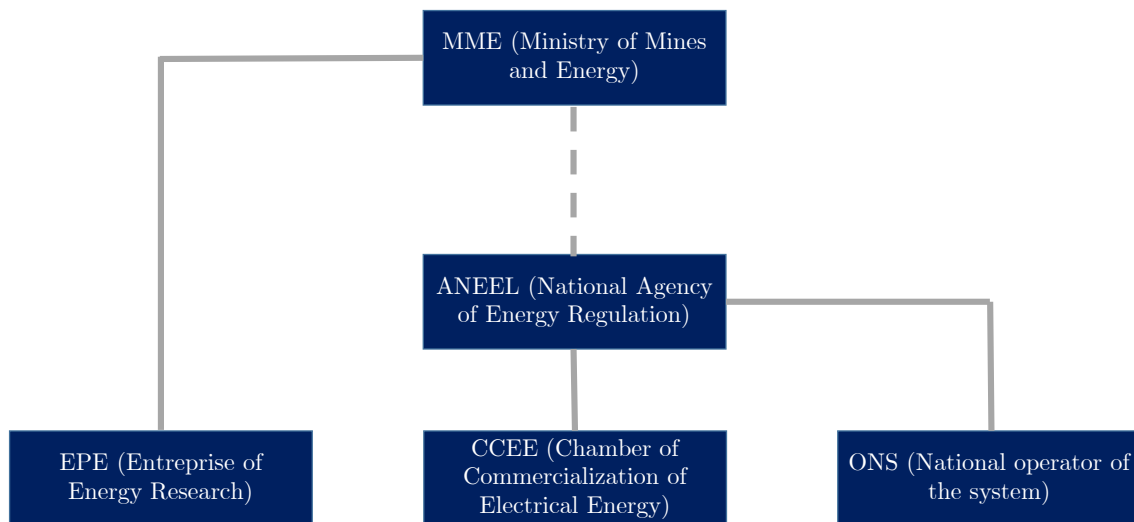 MME (Ministry of Mines
and Energy)
ANEEL (National Agency
of Energy Regulation)
EPE (Entreprise of
Energy Research)
CCEE (Chamber of
Commercialization of
Electrical Energy)
ONS (National operator of
the system)